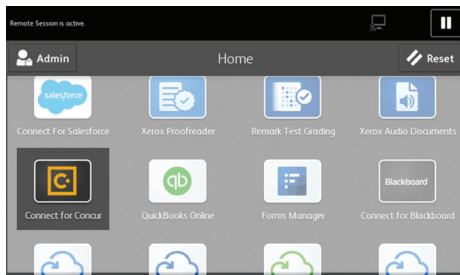 Remote Session is active.
Admin
Home
Reset
salesforce
Connect For Salesforce
Xerox Proofreader
Remark Test Grading
Xerox Audio Documents
C.
Connect for Concur
qb
QuickBooks Online
Forms Manager
Blackboard
Connect for Blackboard